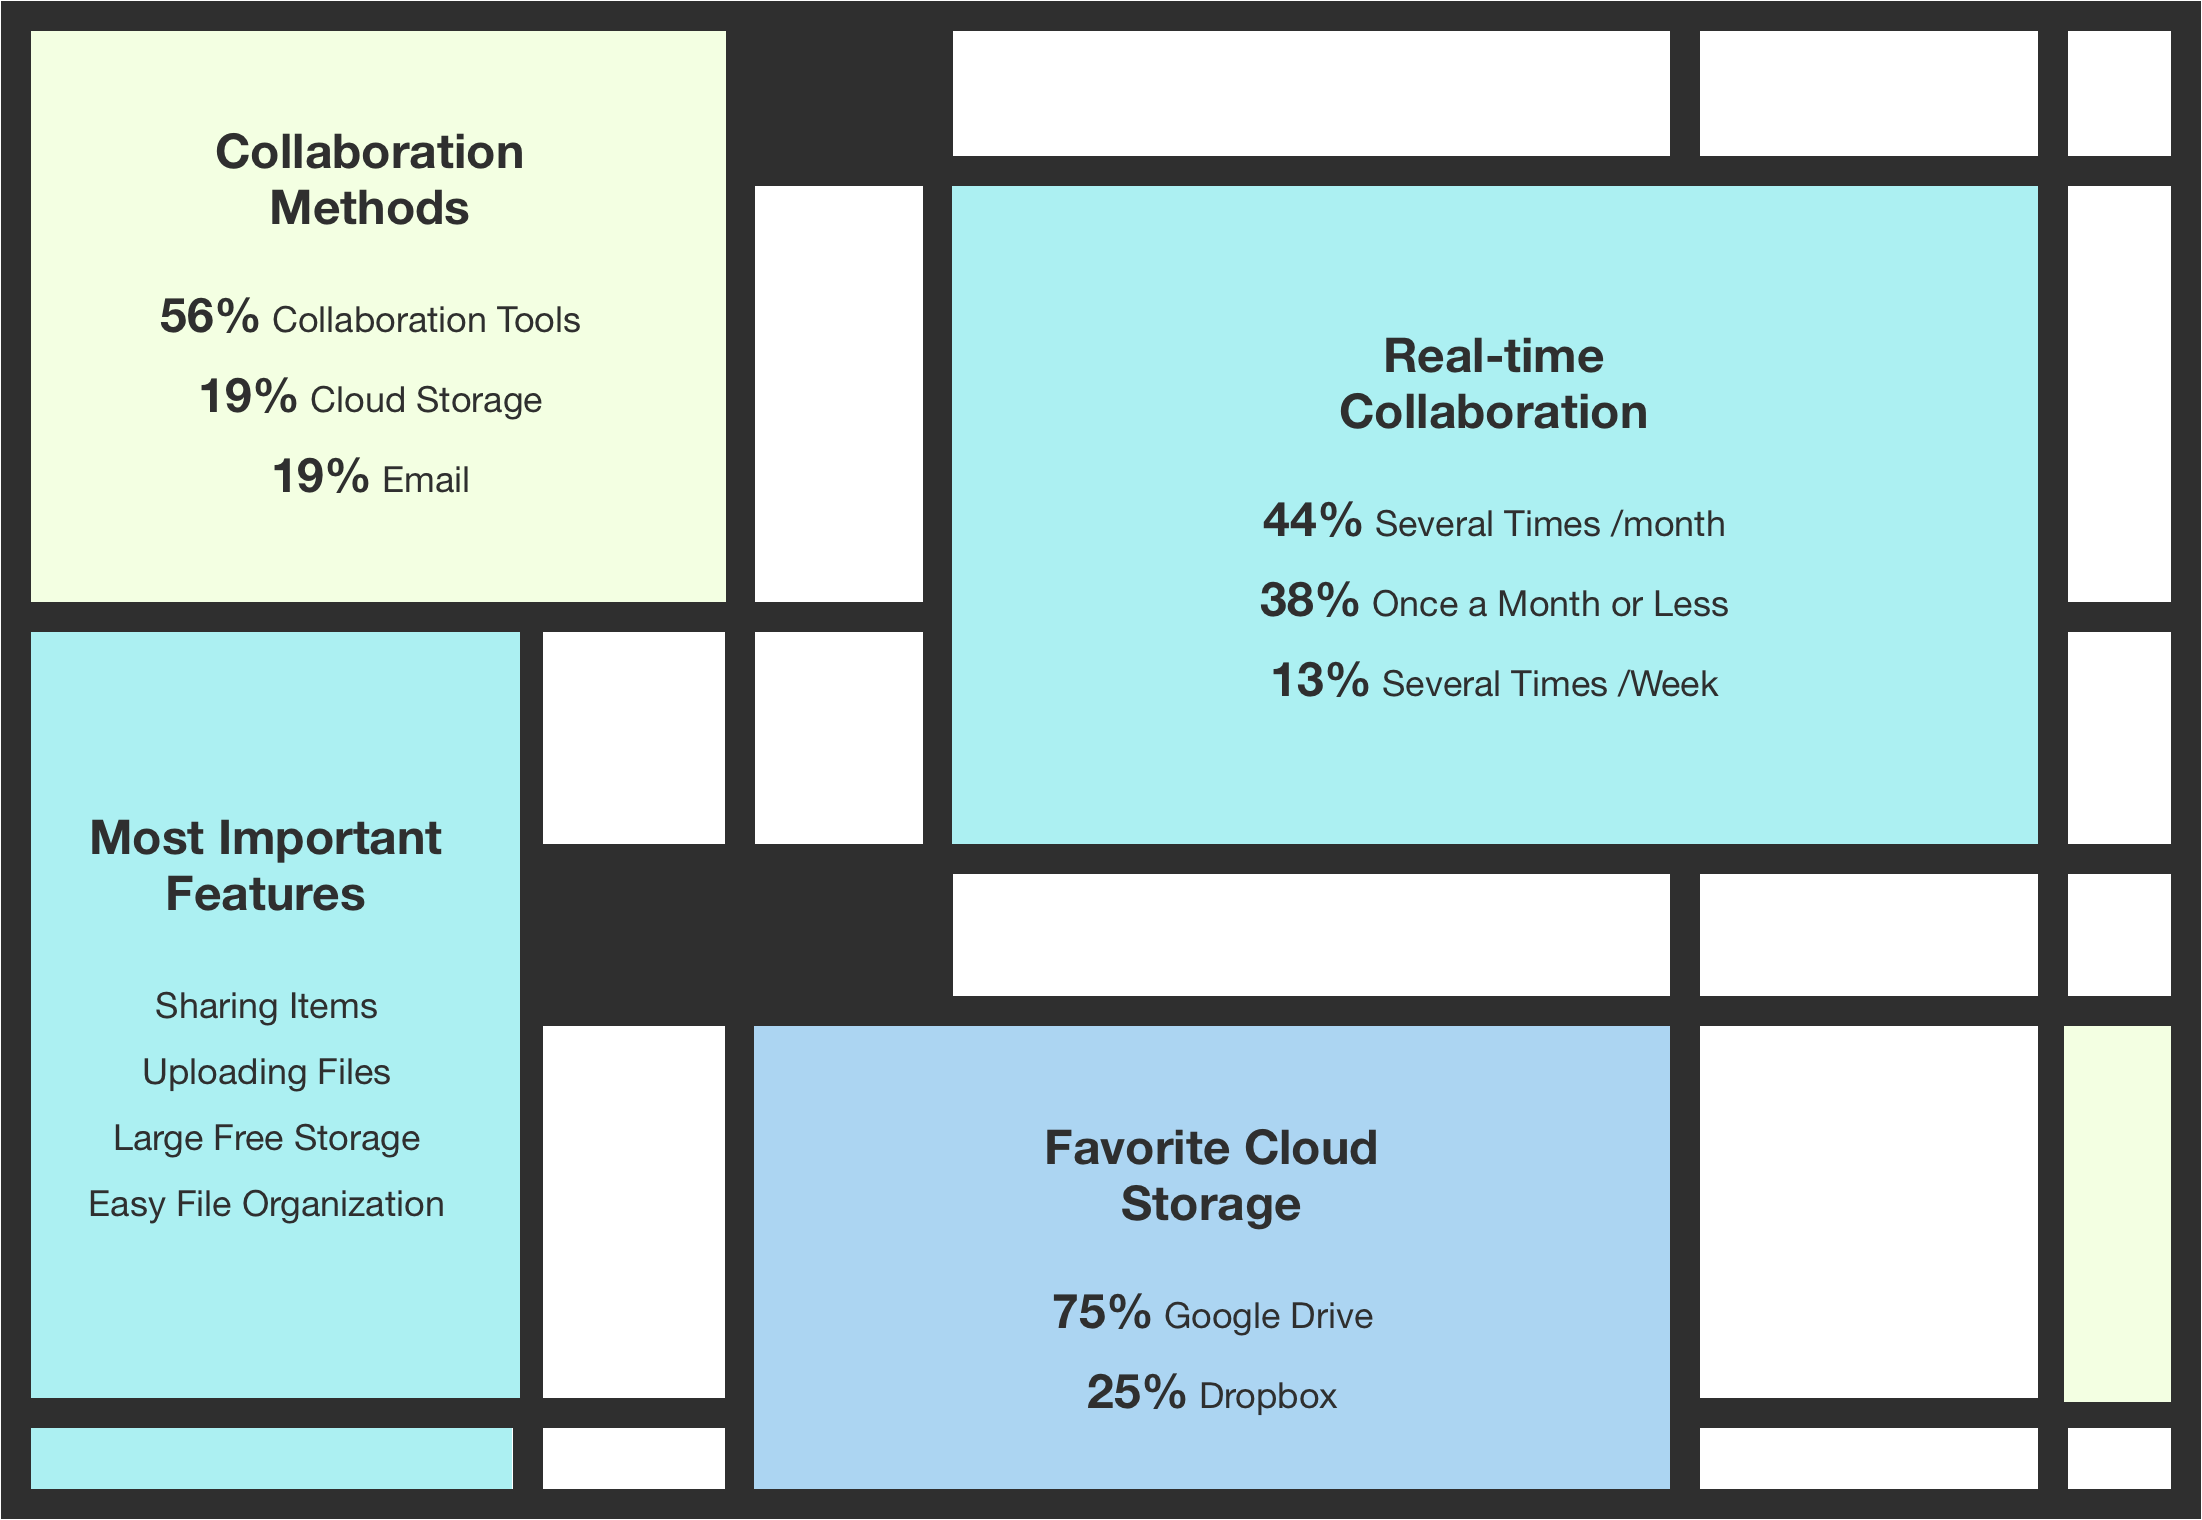 Collaboration
Methods
56% Collaboration Tools
19% Cloud Storage
19% Email
Real-time
Collaboration
44% Several Times /month
38% Once a Month or Less
13% Several Times /Week
Most Important
Features
Sharing Items
Uploading Files
Large Free Storage
Easy File Organization
Favorite Cloud
Storage
75% Google Drive
25% Dropbox